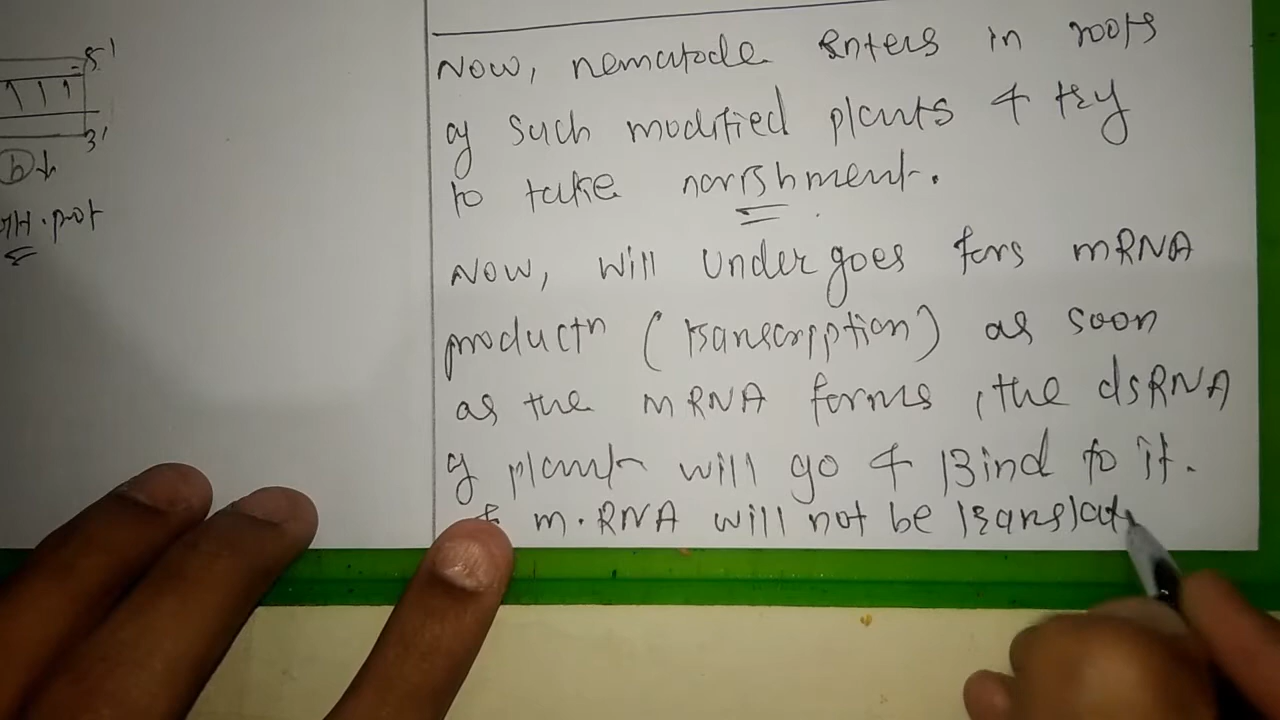 5'
3'
b
Now, nematode enters in roots
of such modified plants & try
to take norishment.
Now, will undergoes for mRNA
productn (transcription) as soon
as the mRNA forms, the dsRNA
of plant will go & Bind to it.
& m.RNA will not be translat